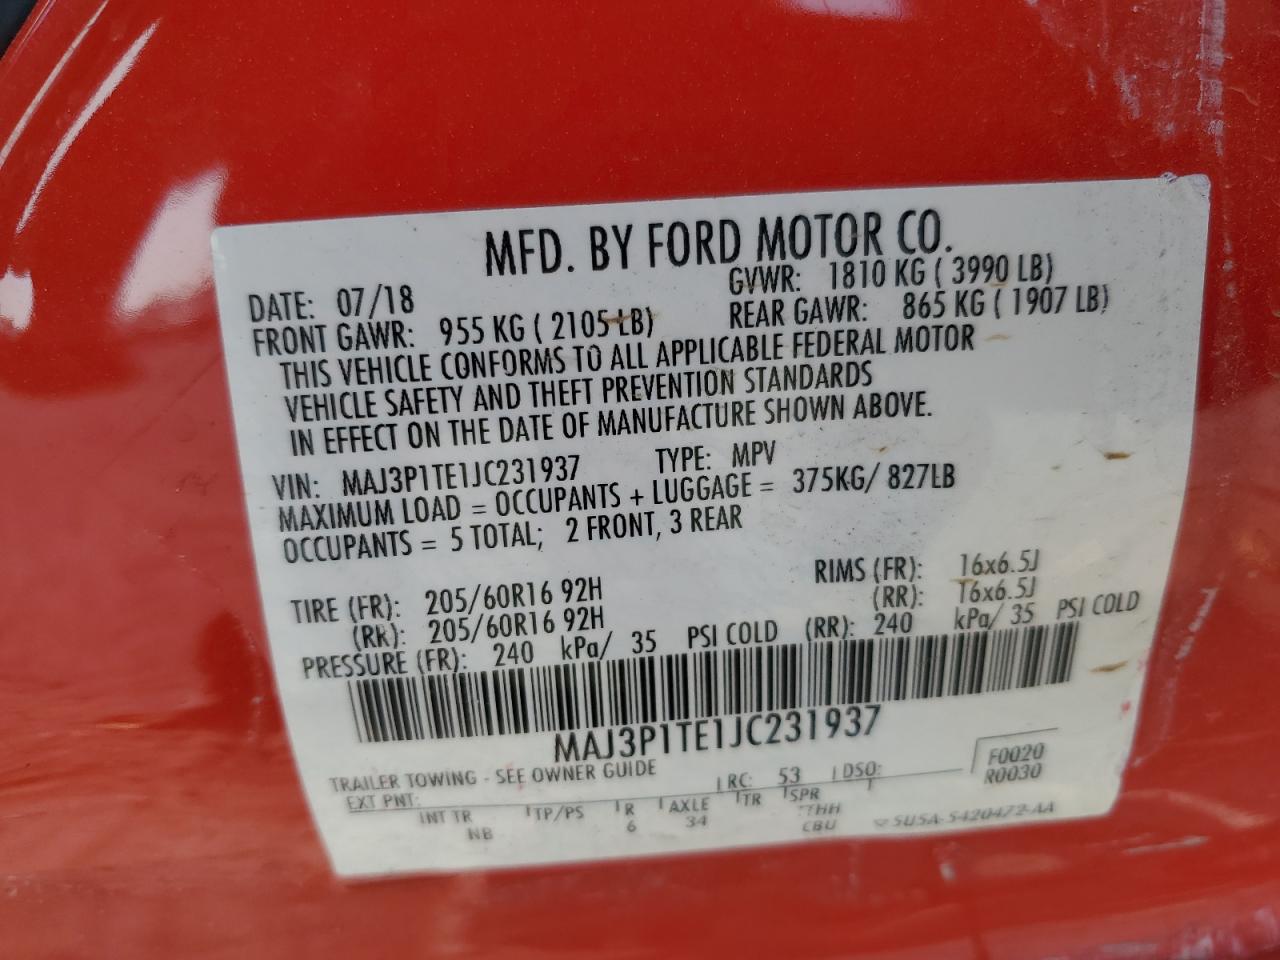 MFD. BY FORD MOTOR CO.
DATE: 07/18 GVWR: 1810 KG ( 3990 LB)
FRONT GAWR: 955 KG ( 2105 LB) REAR GAWR: 865 KG ( 1907 LB)
THIS VEHICLE CONFORMS TO ALL APPLICABLE FEDERAL MOTOR
VEHICLE SAFETY AND THEFT PREVENTION STANDARDS
IN EFFECT ON THE DATE OF MANUFACTURE SHOWN ABOVE.
VIN: MAJ3P1TE1JC231937 TYPE: MPV
MAXIMUM LOAD = OCCUPANTS + LUGGAGE = 375KG/ 827LB
OCCUPANTS = 5 TOTAL; 2 FRONT, 3 REAR
TIRE (FR): 205/60R16 92H RIMS (FR): 16x6.5J
(RR): 205/60R16 92H (RR): 16x6.5J
PRESSURE (FR): 240 kPa/ 35 PSI COLD (RR): 240 kPa/ 35 PSI COLD
MAJ3P1TE1JC231937
TRAILER TOWING - SEE OWNER GUIDE
EXT PNT: RC: 53 DSO: F0020
R0030
INT TR TP/PS R AXLE TR SPR
NB 6 34 HH
CBU 5U5A-5420472-AA